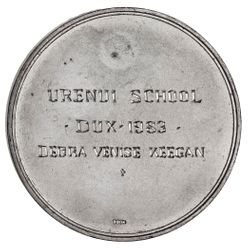 URENUI SCHOOL
· DUX · 1983 ·
DEBRA VENISE KEEGAN